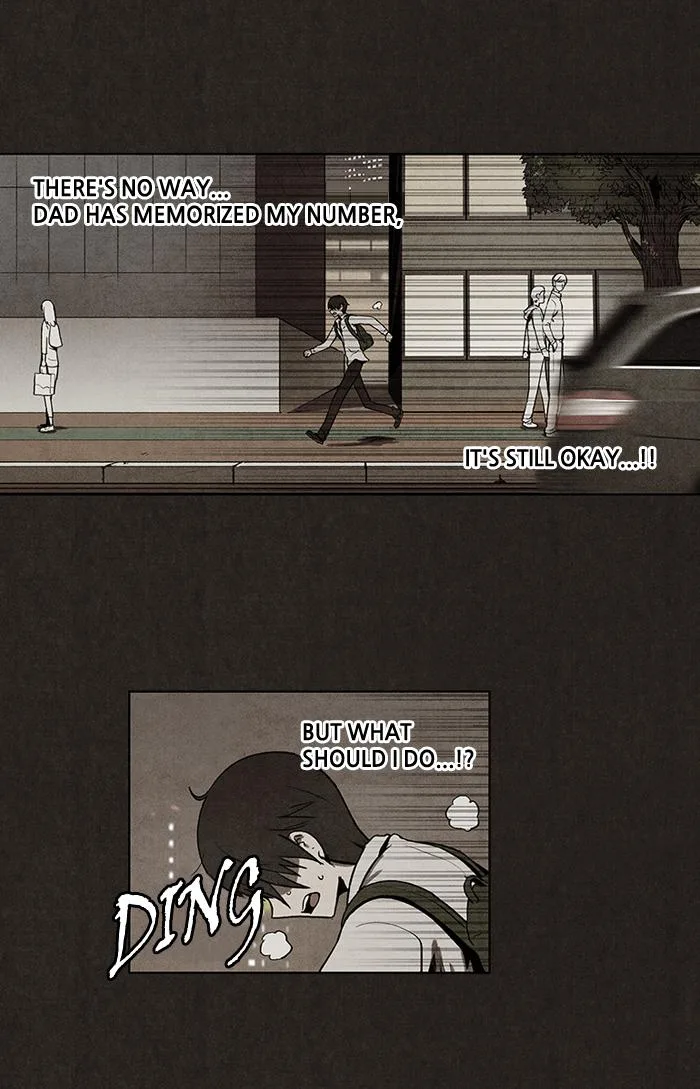 THERE'S NO WAY...
DAD HAS MEMORIZED MY NUMBER,
IT'S STILL OKAY...!!
BUT WHAT
SHOULD I DO...!?
DING